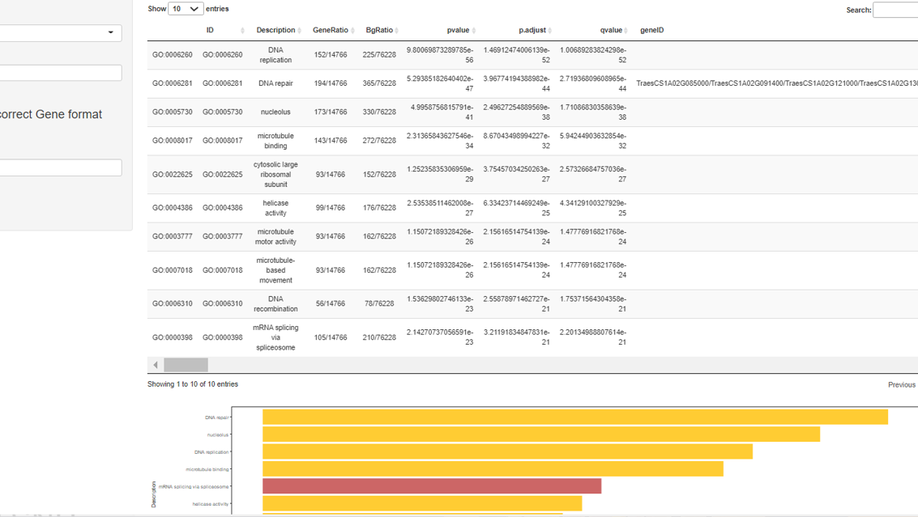 Show 10 entries
Search:
ID Description GeneRatio BgRatio pvalue p.adjust qvalue geneID
GO:0006260 GO:0006260 DNA replication 152/14766 225/76228 9.80069873289785e-56 1.46912474006139e-52 1.00689283824298e-52
GO:0006281 GO:0006281 DNA repair 194/14766 365/76228 5.29385182640402e-47 3.96774194388982e-44 2.71936809608965e-44 TraesCS1A02G085000/TraesCS1A02G091400/TraesCS1A02G121000/TraesCS1A02G13
GO:0005730 GO:0005730 nucleolus 173/14766 330/76228 4.9958756815791e-41 2.49627254889569e-38 1.71086830358639e-38
GO:0008017 GO:0008017 microtubule binding 143/14766 272/76228 2.31365843627546e-34 8.67043498994227e-32 5.94244903632854e-32
GO:0022625 GO:0022625 cytosolic large ribosomal subunit 93/14766 152/76228 1.25235835306959e-29 3.75457034250263e-27 2.57326684757036e-27
GO:0004386 GO:0004386 helicase activity 99/14766 176/76228 2.53538511462008e-27 6.33423714469249e-25 4.34129100327929e-25
GO:0003777 GO:0003777 microtubule motor activity 93/14766 162/76228 1.15072189328426e-26 2.15616514754139e-24 1.47776916821768e-24
GO:0007018 GO:0007018 microtubule-based movement 93/14766 162/76228 1.15072189328426e-26 2.15616514754139e-24 1.47776916821768e-24
GO:0006310 GO:0006310 DNA recombination 56/14766 78/76228 1.53629802746133e-23 2.55878971462727e-21 1.75371564304358e-21
GO:0000398 GO:0000398 mRNA splicing via spliceosome 105/14766 210/76228 2.14270737056591e-23 3.21191834847831e-21 2.20134988807614e-21
orrect Gene format
Showing 1 to 10 of 10 entries
Previous
DNA repair
nucleolus
DNA replication
microtubule binding
mRNA splicing via spliceosome
helicase activity
Description